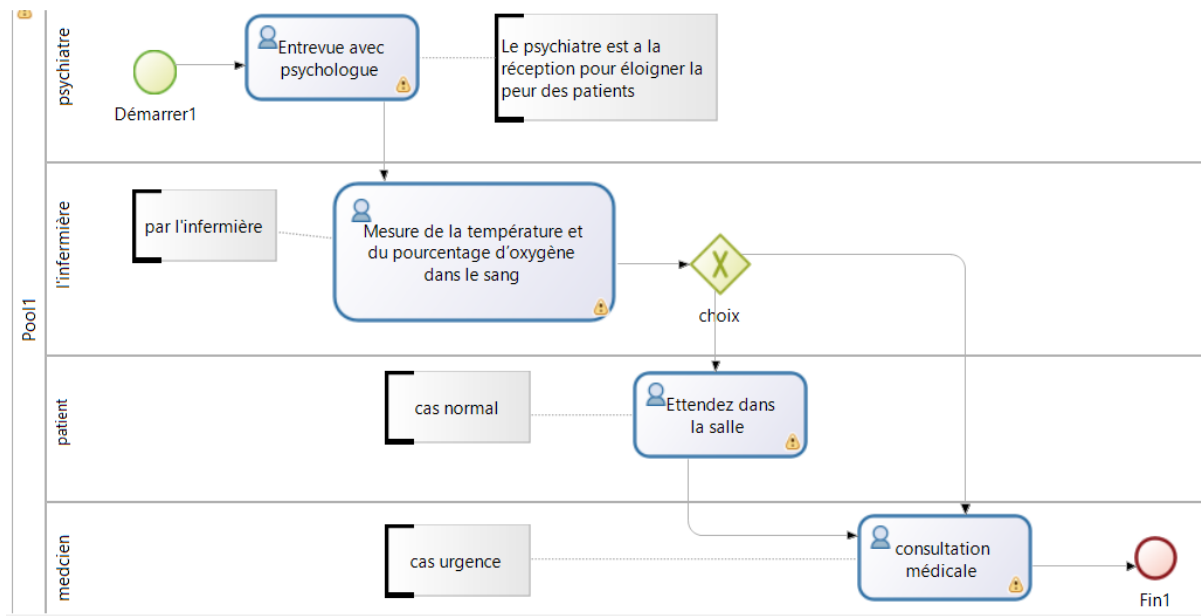 psychiatre
Entrevue avec
psychologue
Le psychiatre est a la
réception pour éloigner la
peur des patients
Démarrer1
Pool1
l'infermière
par l'infermière
Mesure de la température et
du pourcentage d'oxygène
dans le sang
choix
patient
cas normal
Ettendez dans
la salle
medcien
cas urgence
consultation
médicale
Fin1